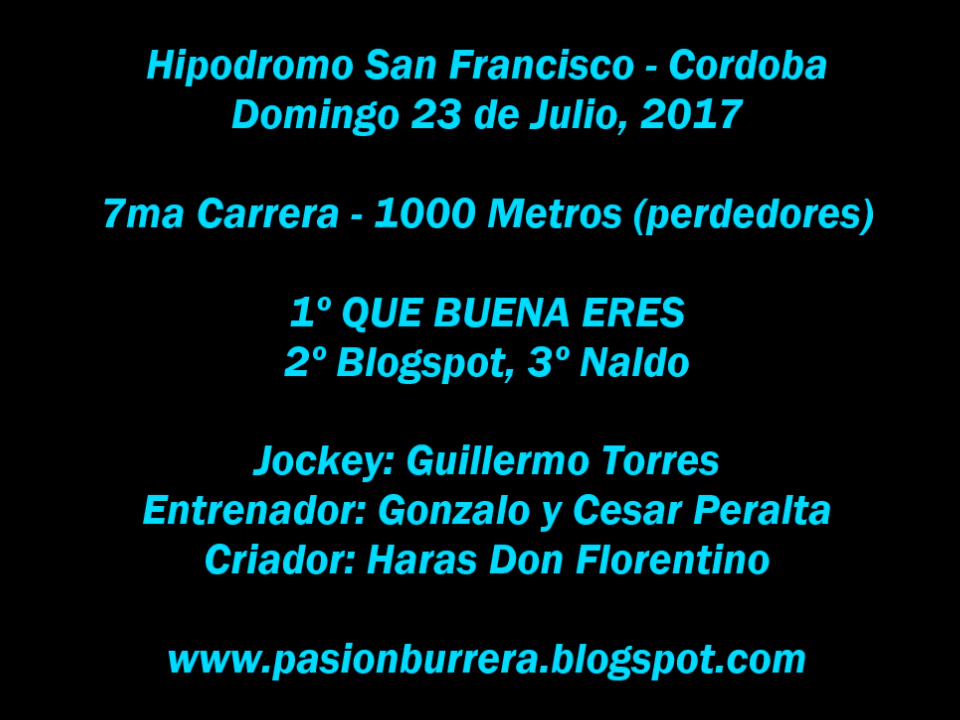 Hipodromo San Francisco - Cordoba
Domingo 23 de Julio, 2017
7ma Carrera - 1000 Metros (perdedores)
1º QUE BUENA ERES
2º Blogspot, 3º Naldo
Jockey: Guillermo Torres
Entrenador: Gonzalo y Cesar Peralta
Criador: Haras Don Florentino
www.pasionburrera.blogspot.com